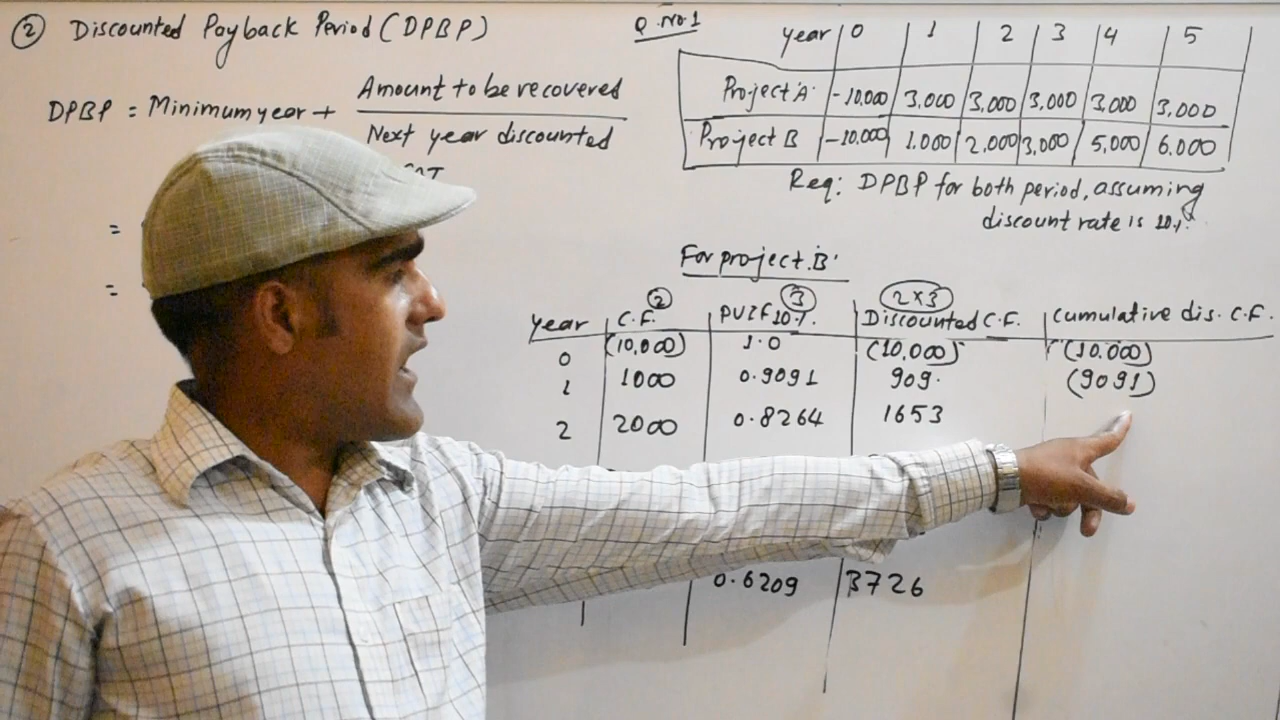 ② Discounted Payback Period (DPBP)
DPBP = Minimum year + Amount to be recovered
Next year discounted
=
=
Q.No.1
year 0 1 2 3 4 5
Project A -10,000 3,000 3,000 3,000 3,000 3,000
Project B -10,000 1,000 2,000 3,000 5,000 6,000
Req: DPBP for both period, assuming
discount rate is 10%.
For project 'B'
② ③ 2×3
year C.F. PVIF10%. Discounted C.F. cumulative dis. C.F.
0 (10,000) 1.0 (10,000) (10,000)
1 1000 0.9091 909. (9091)
2 2000 0.8264 1653
0.6209 3726